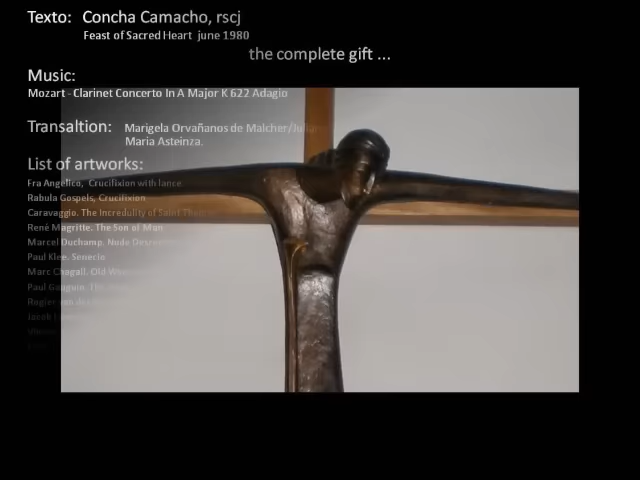 Texto: Concha Camacho, rscj
Feast of Sacred Heart june 1980
the complete gift ...
Music:
Mozart - Clarinet Concerto In A Major K 622 Adagio
Transaltion: Marigela Orvañanos de Malcher/
Maria Asteinza.
List of artworks:
Fra Angelico, Crucifixion with lance
Rabula Gospels, Crucifixion
Caravaggio. The Incredulity of Saint
René Magritte. The Son of Man
Marcel Duchamp. Nude
Paul Klee. Senecio
Marc Chagall. Old
Paul Gauguin.
Rogier
Jacob